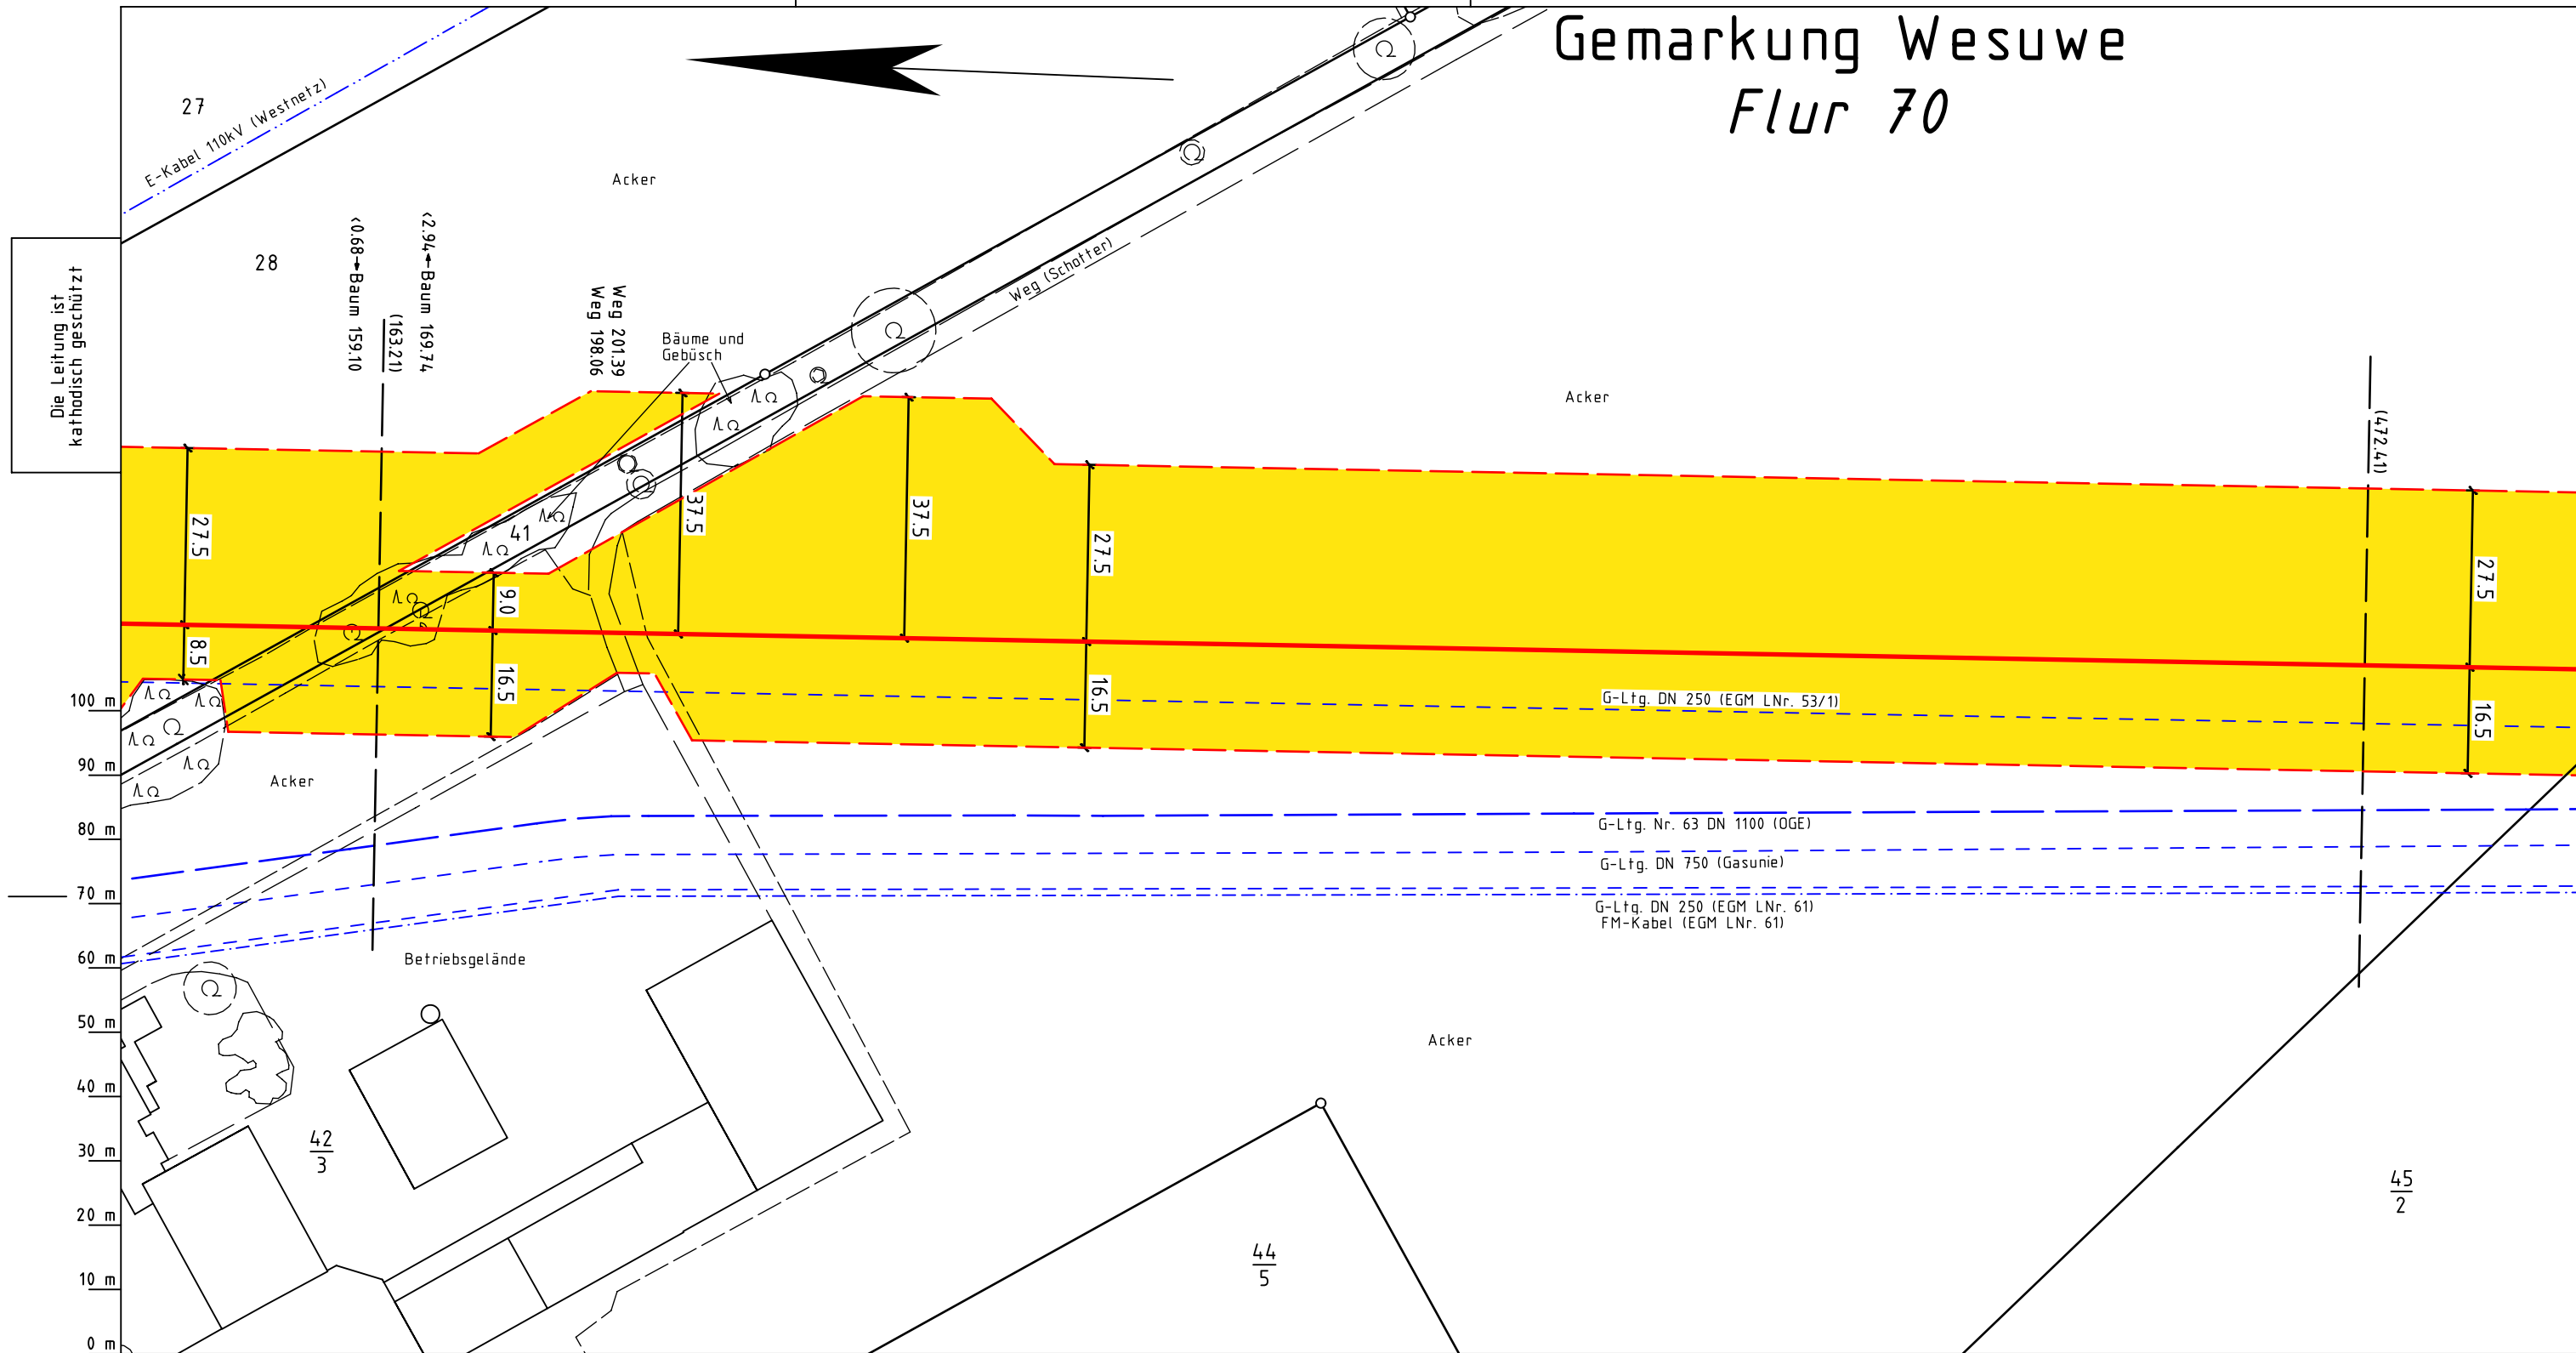 Gemarkung Wesuwe
Flur 70
27
E-Kabel 110kV (Westnetz)
28
Acker
Die Leitung ist
kathodisch geschützt
<0.68→Baum 159.10
(163.21)
<2.94←Baum 169.74
Weg 198.06
Weg 201.39
Bäume und
Gebüsch
Weg (Schotter)
Acker
(472.41)
27.5
8.5
41
9.0
16.5
37.5
37.5
27.5
16.5
27.5
16.5
G-Ltg. DN 250 (EGM LNr. 53/1)
Acker
G-Ltg. Nr. 63 DN 1100 (OGE)
G-Ltg. DN 750 (Gasunie)
G-Ltg. DN 250 (EGM LNr. 61)
FM-Kabel (EGM LNr. 61)
Betriebsgelände
Acker
42
3
44
5
45
2
100 m
90 m
80 m
70 m
60 m
50 m
40 m
30 m
20 m
10 m
0 m